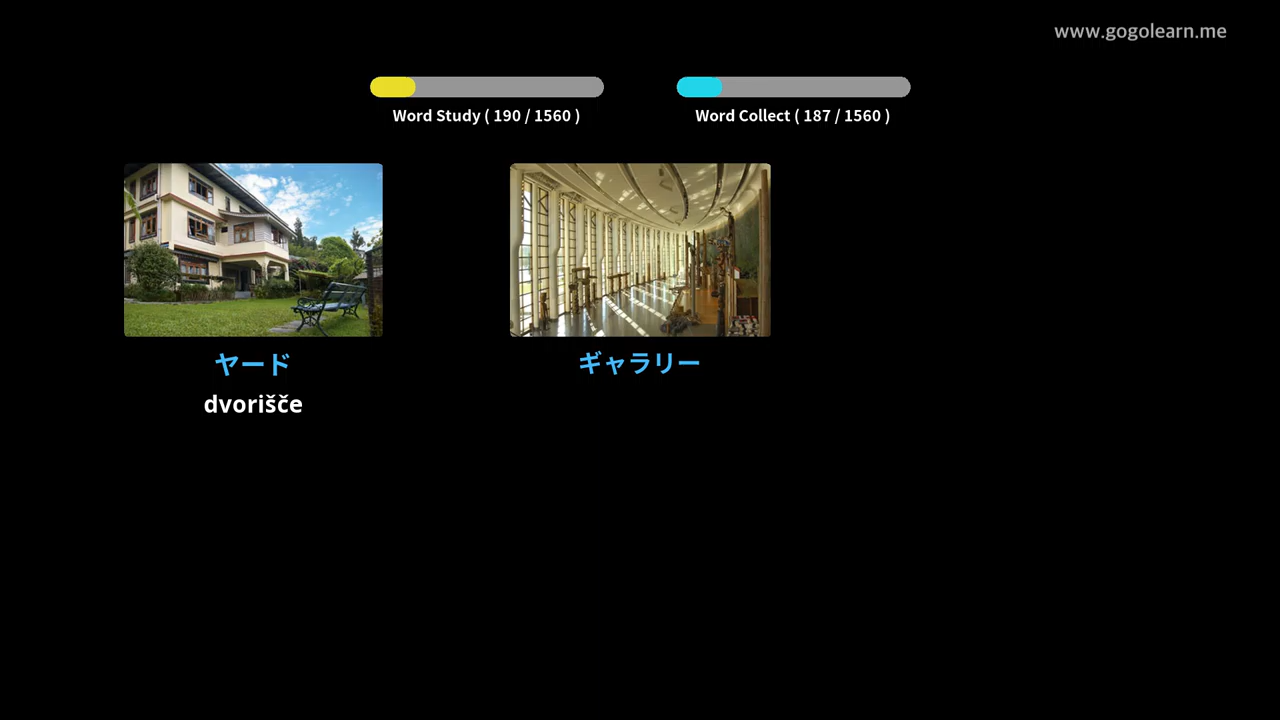 www.gogolearn.me
Word Study ( 190 / 1560 )
Word Collect ( 187 / 1560 )
ヤード
ギャラリー
dvorišče